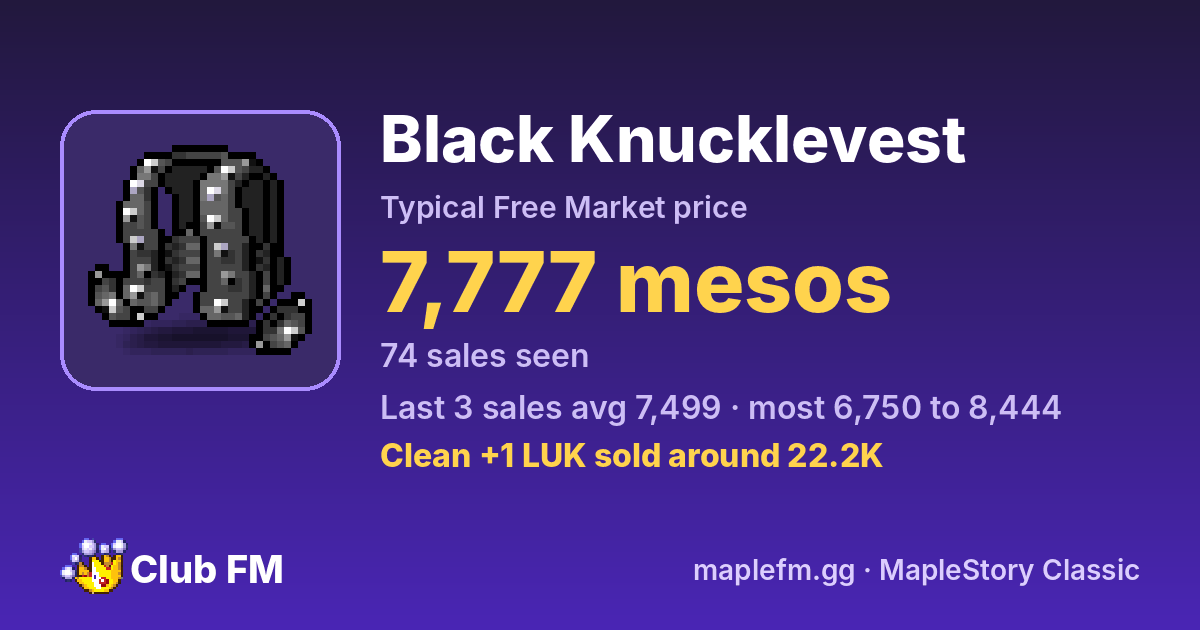 Black Knucklevest
Typical Free Market price
7,777 mesos
74 sales seen
Last 3 sales avg 7,499 · most 6,750 to 8,444
Clean +1 LUK sold around 22.2K
Club FM
maplefm.gg · MapleStory Classic